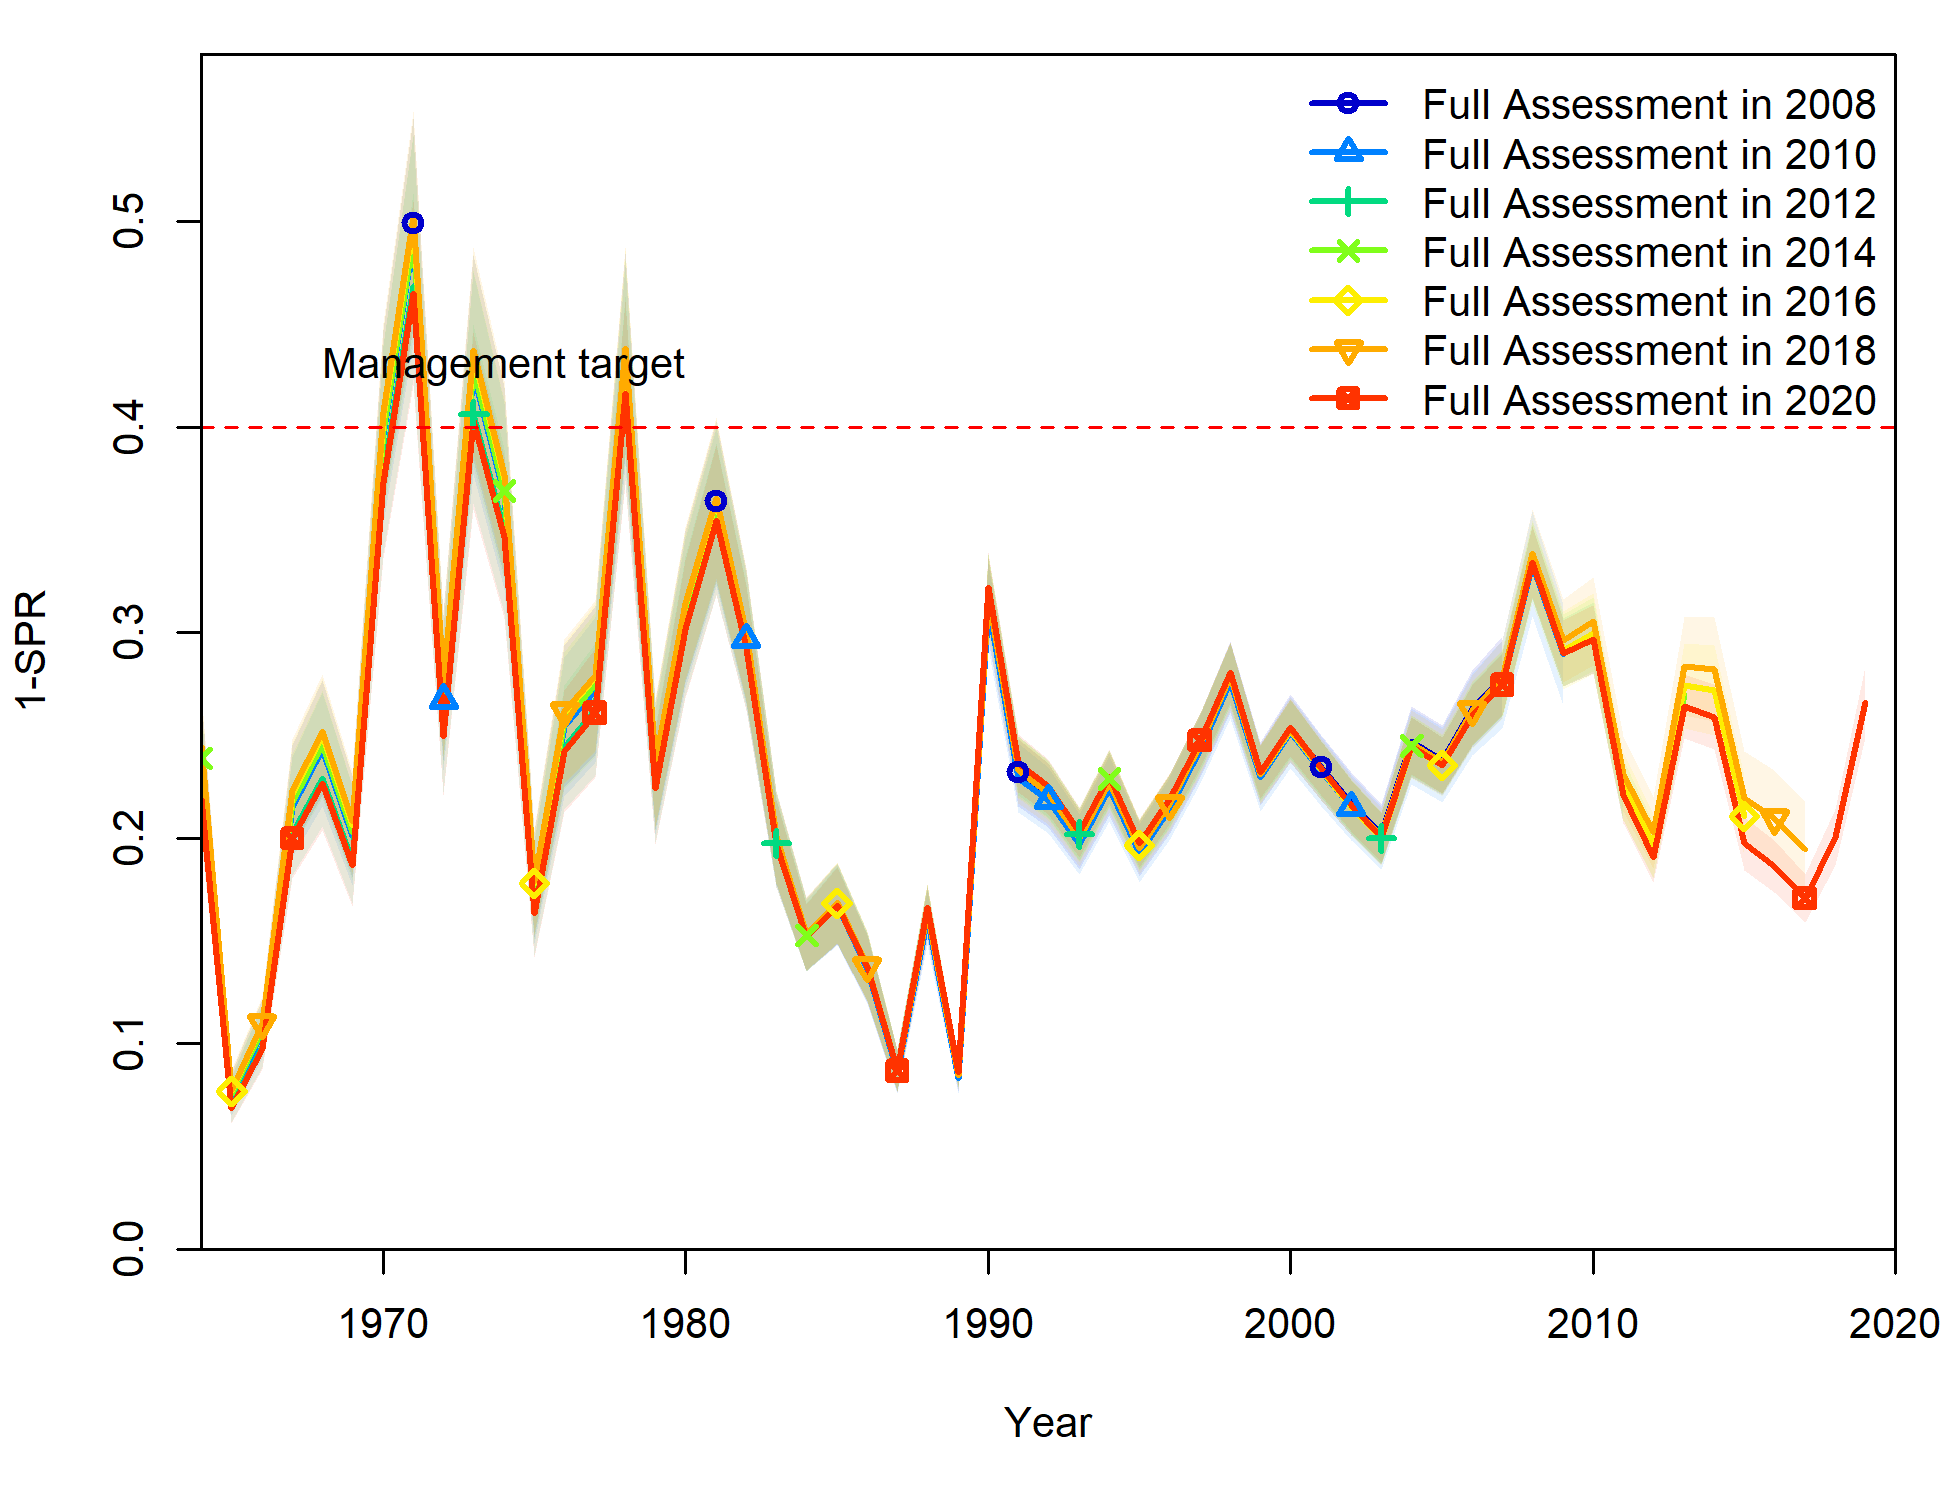 Full Assessment in 2008
Full Assessment in 2010
Full Assessment in 2012
Full Assessment in 2014
Full Assessment in 2016
Full Assessment in 2018
Full Assessment in 2020
Management target
1-SPR
0.5
0.4
0.3
0.2
0.1
0.0
1970
1980
1990
2000
2010
2020
Year